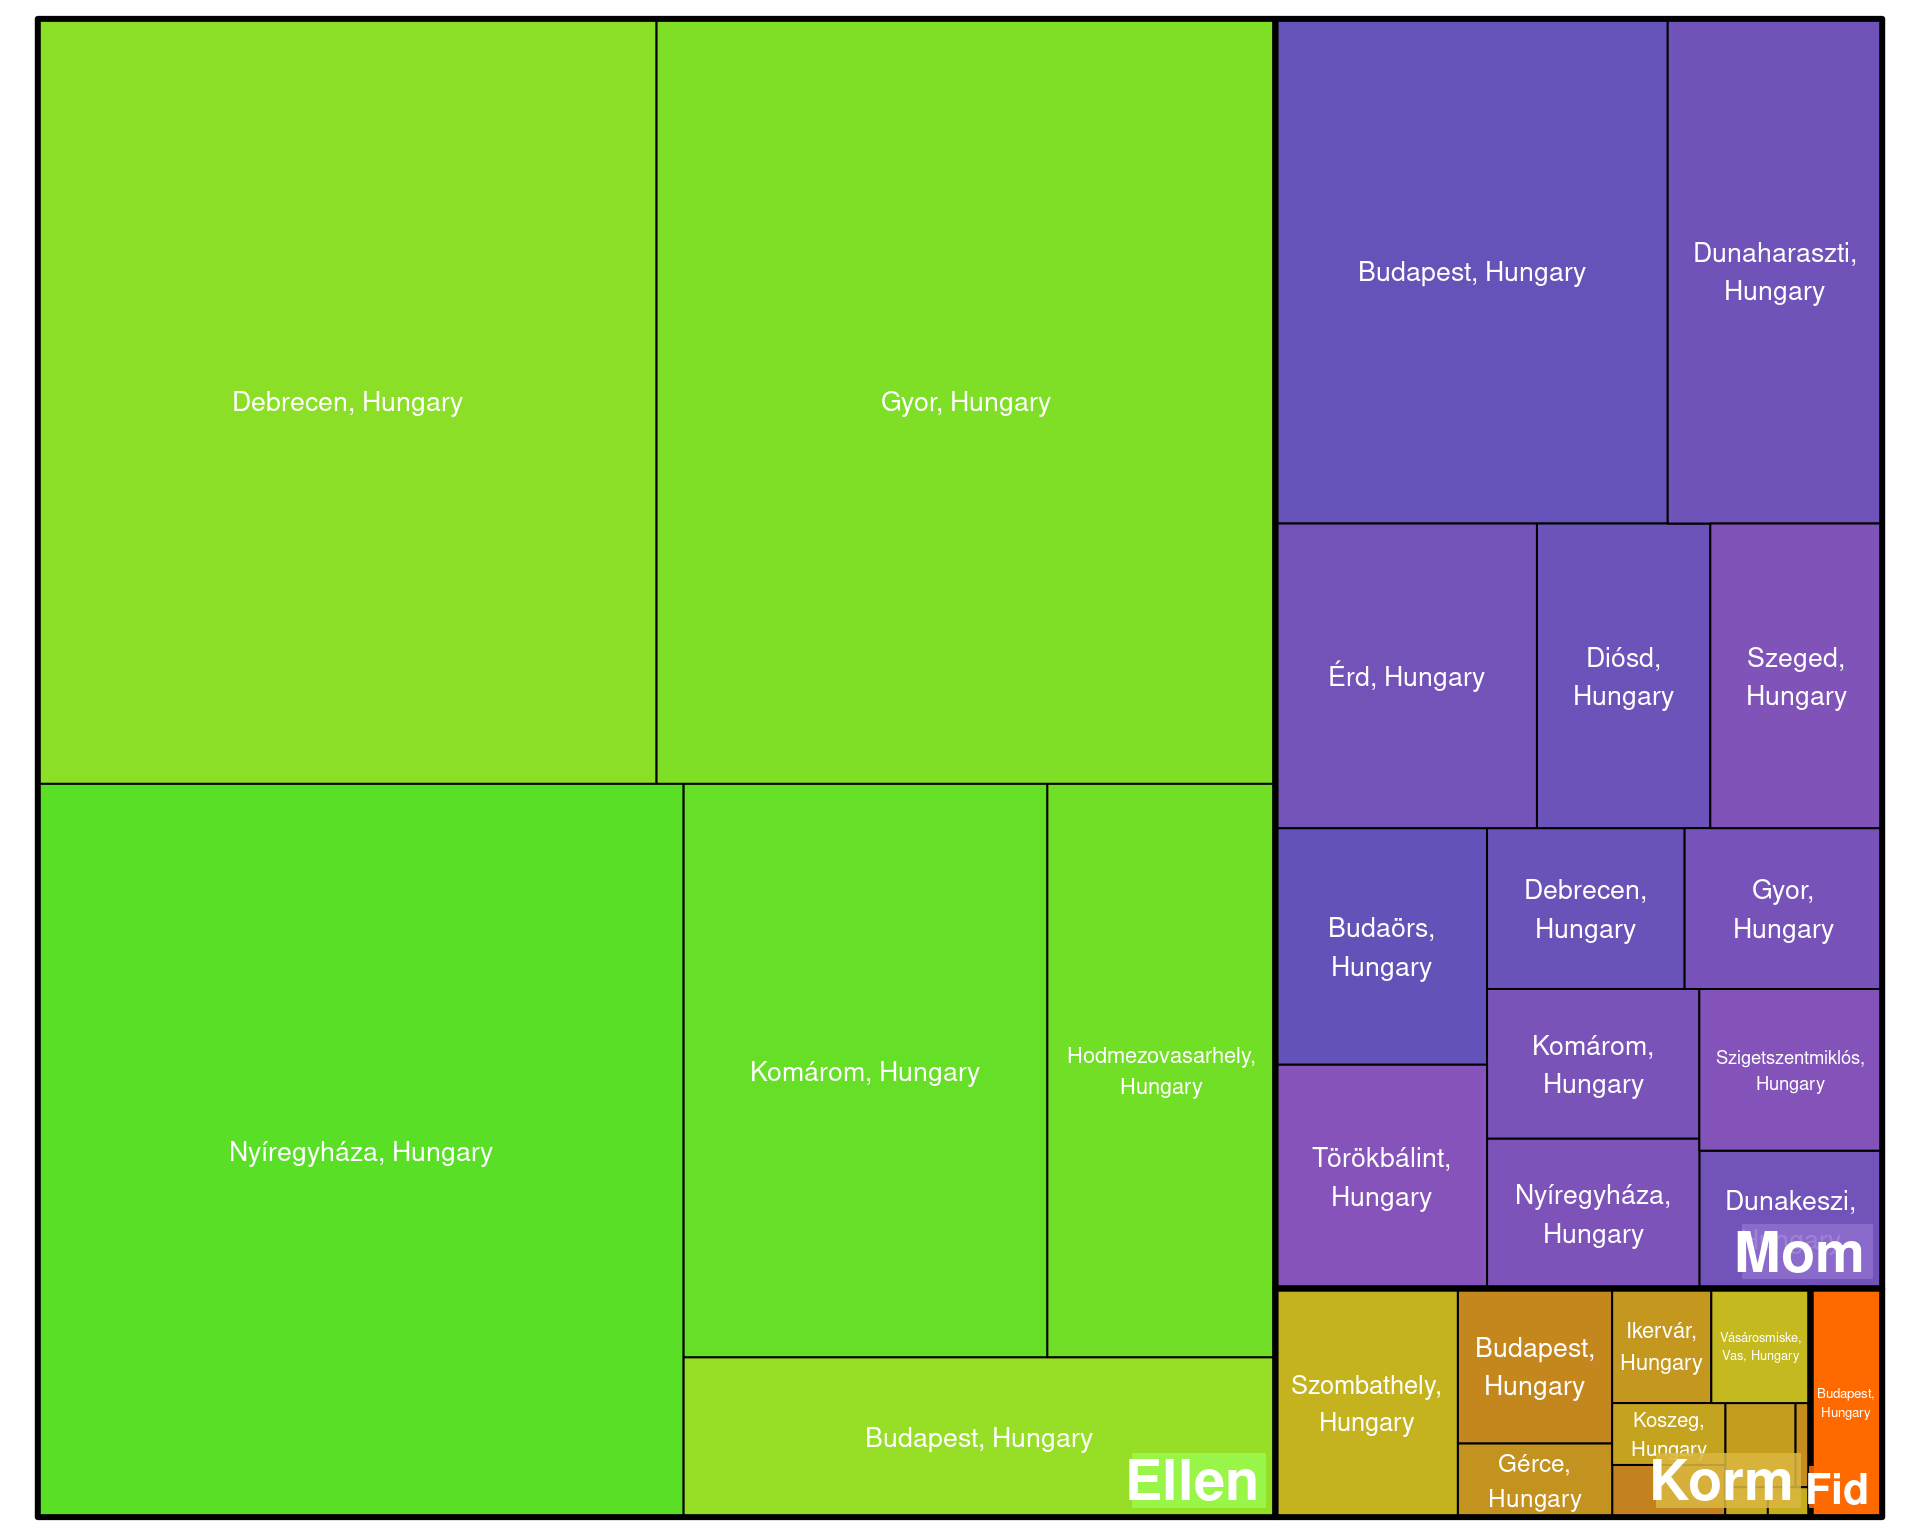 Debrecen, Hungary
Gyor, Hungary
Nyíregyháza, Hungary
Komárom, Hungary
Hodmezovasarhely,
Hungary
Budapest, Hungary
Ellen
Budapest, Hungary
Dunaharaszti,
Hungary
Érd, Hungary
Diósd,
Hungary
Szeged,
Hungary
Budaörs,
Hungary
Debrecen,
Hungary
Gyor,
Hungary
Komárom,
Hungary
Szigetszentmiklós,
Hungary
Törökbálint,
Hungary
Nyíregyháza,
Hungary
Dunakeszi,
Hungary
Mom
Szombathely,
Hungary
Budapest,
Hungary
Gérce,
Hungary
Ikervár,
Hungary
Vásárosmiske,
Vas, Hungary
Koszeg,
Hungary
Korm
Budapest,
Hungary
Fid